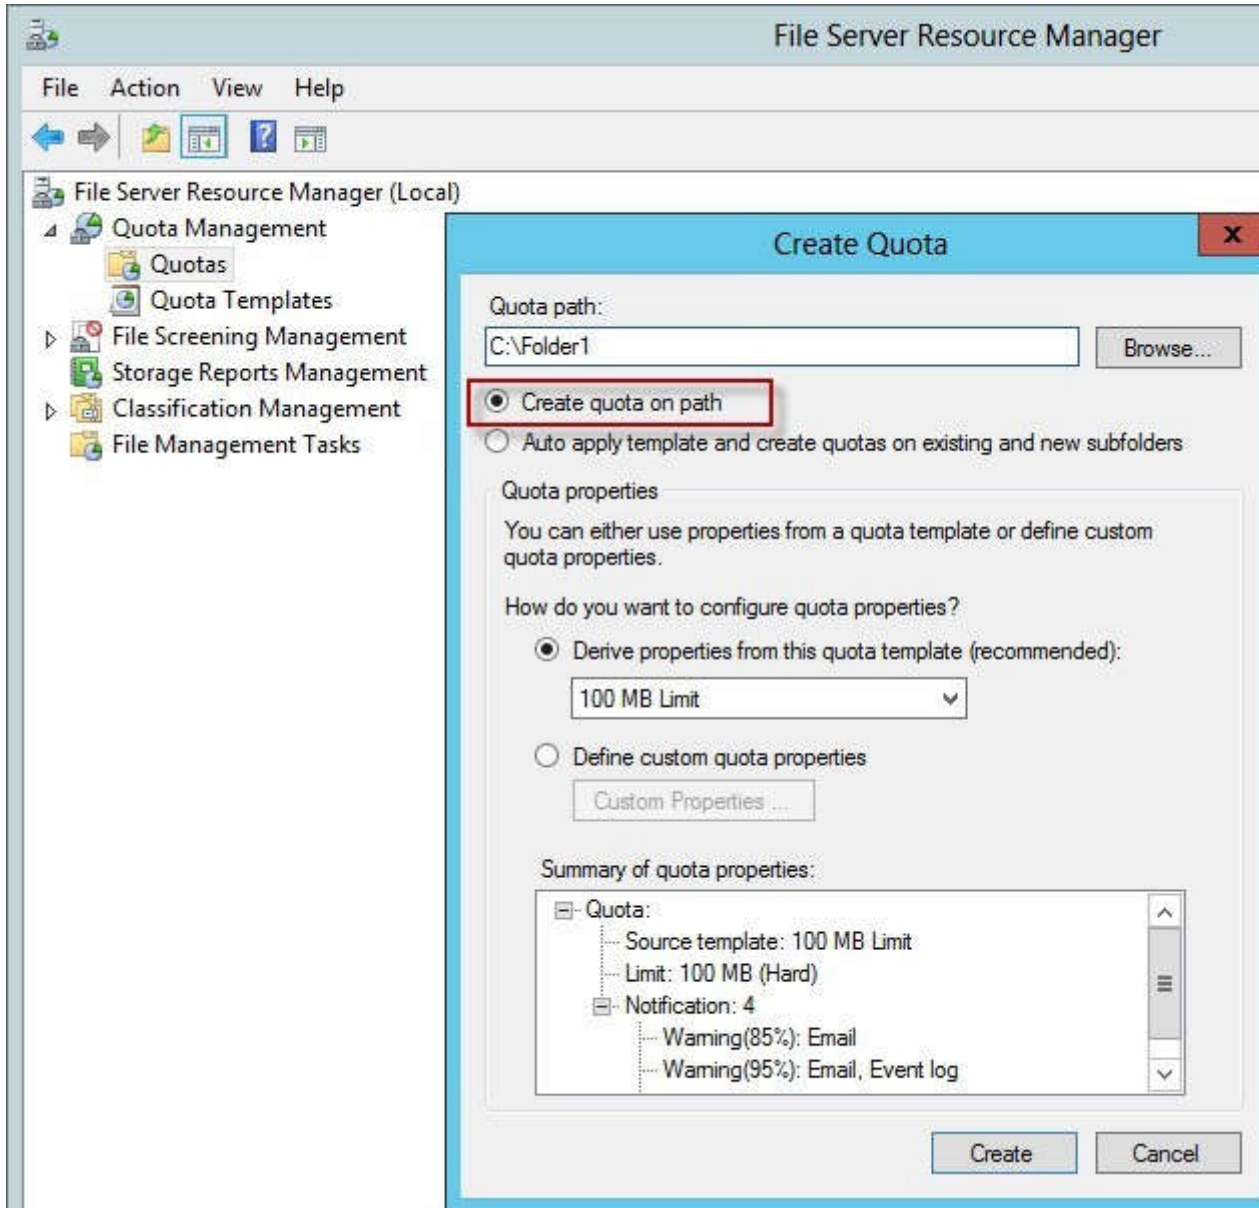 File Server Resource Manager
File Action View Help
File Server Resource Manager (Local)
Quota Management
Quotas
Quota Templates
File Screening Management
Storage Reports Management
Classification Management
File Management Tasks
Create Quota
x
Quota path:
C:\Folder1
Browse...
Create quota on path
Auto apply template and create quotas on existing and new subfolders
Quota properties
You can either use properties from a quota template or define custom
quota properties.
How do you want to configure quota properties?
Derive properties from this quota template (recommended):
100 MB Limit
Define custom quota properties
Custom Properties ...
Summary of quota properties:
Quota:
Source template: 100 MB Limit
Limit: 100 MB (Hard)
Notification: 4
Warning(85%): Email
Warning(95%): Email, Event log
Create
Cancel